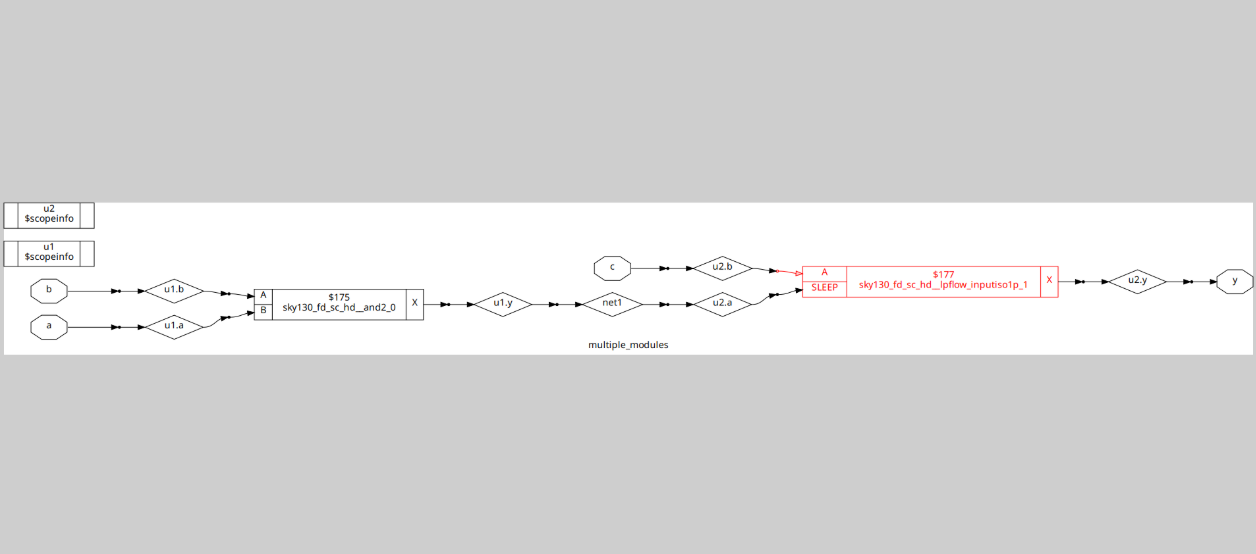 u2
$scopeinfo
u1
$scopeinfo
b
u1.b
a
u1.a
A
B
$175
sky130_fd_sc_hd__and2_0
X
u1.y
net1
c
u2.b
u2.a
A
SLEEP
$177
sky130_fd_sc_hd__lpflow_inputiso1p_1
X
u2.y
y
multiple_modules